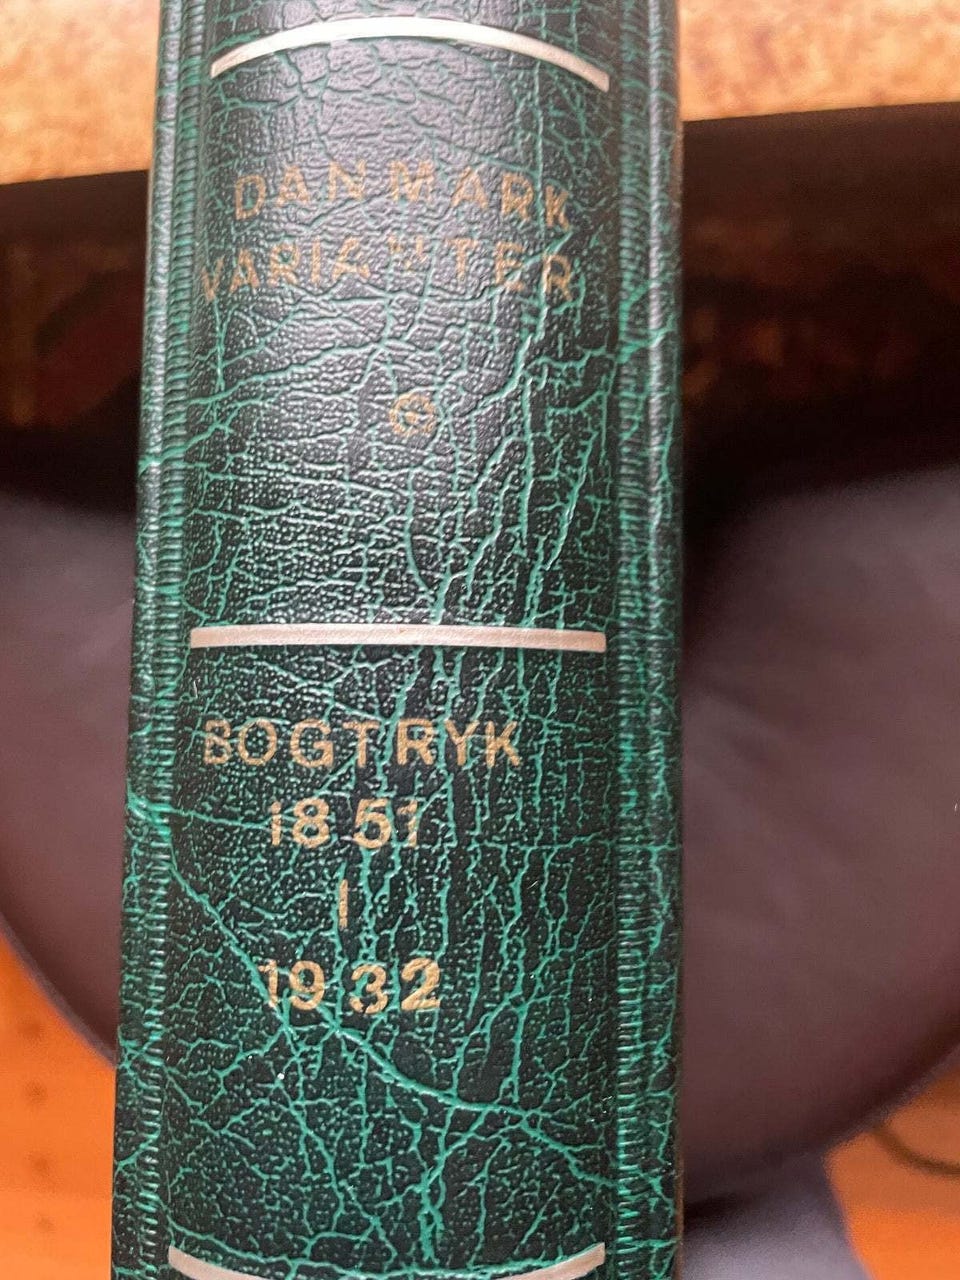 DANMARK
VARIANTER
BOGTRYK
1851
I
1932